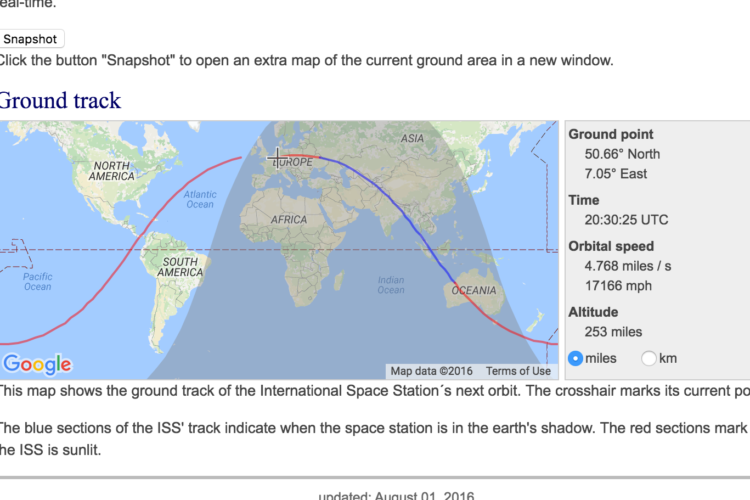 eal-time.
Snapshot
Click the button "Snapshot" to open an extra map of the current ground area in a new window.
Ground track
NORTH
AMERICA
Atlantic
Ocean
EUROPE
ASIA
AFRICA
SOUTH
AMERICA
Pacific
Ocean
Indian
Ocean
OCEANIA
Google
Map data ©2016 Terms of Use
Ground point
50.66° North
7.05° East
Time
20:30:25 UTC
Orbital speed
4.768 miles / s
17166 mph
Altitude
253 miles
miles km
This map shows the ground track of the International Space Station´s next orbit. The crosshair marks its current po
The blue sections of the ISS' track indicate when the space station is in the earth's shadow. The red sections mark
the ISS is sunlit.
updated: August 01, 2016